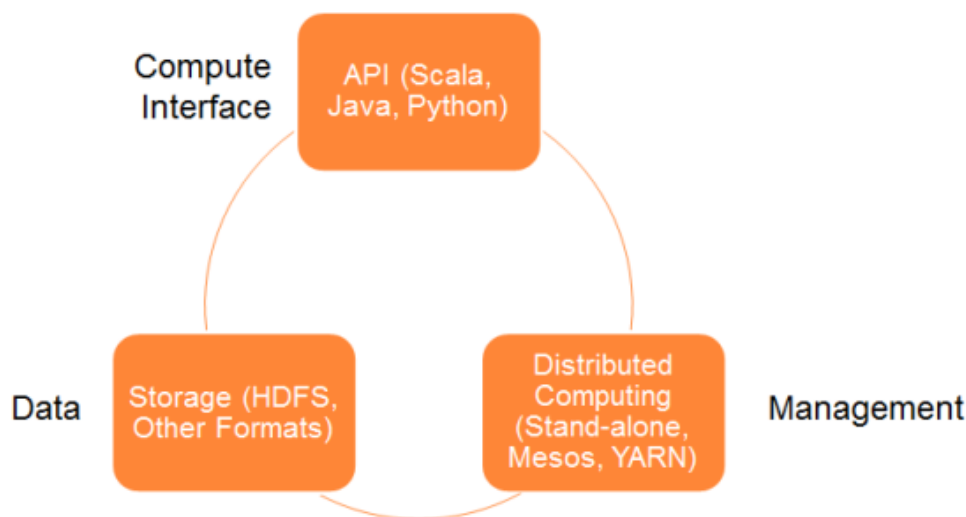 Compute
Interface
API (Scala,
Java, Python)
Data
Storage (HDFS,
Other Formats)
Distributed
Computing
(Stand-alone,
Mesos, YARN)
Management